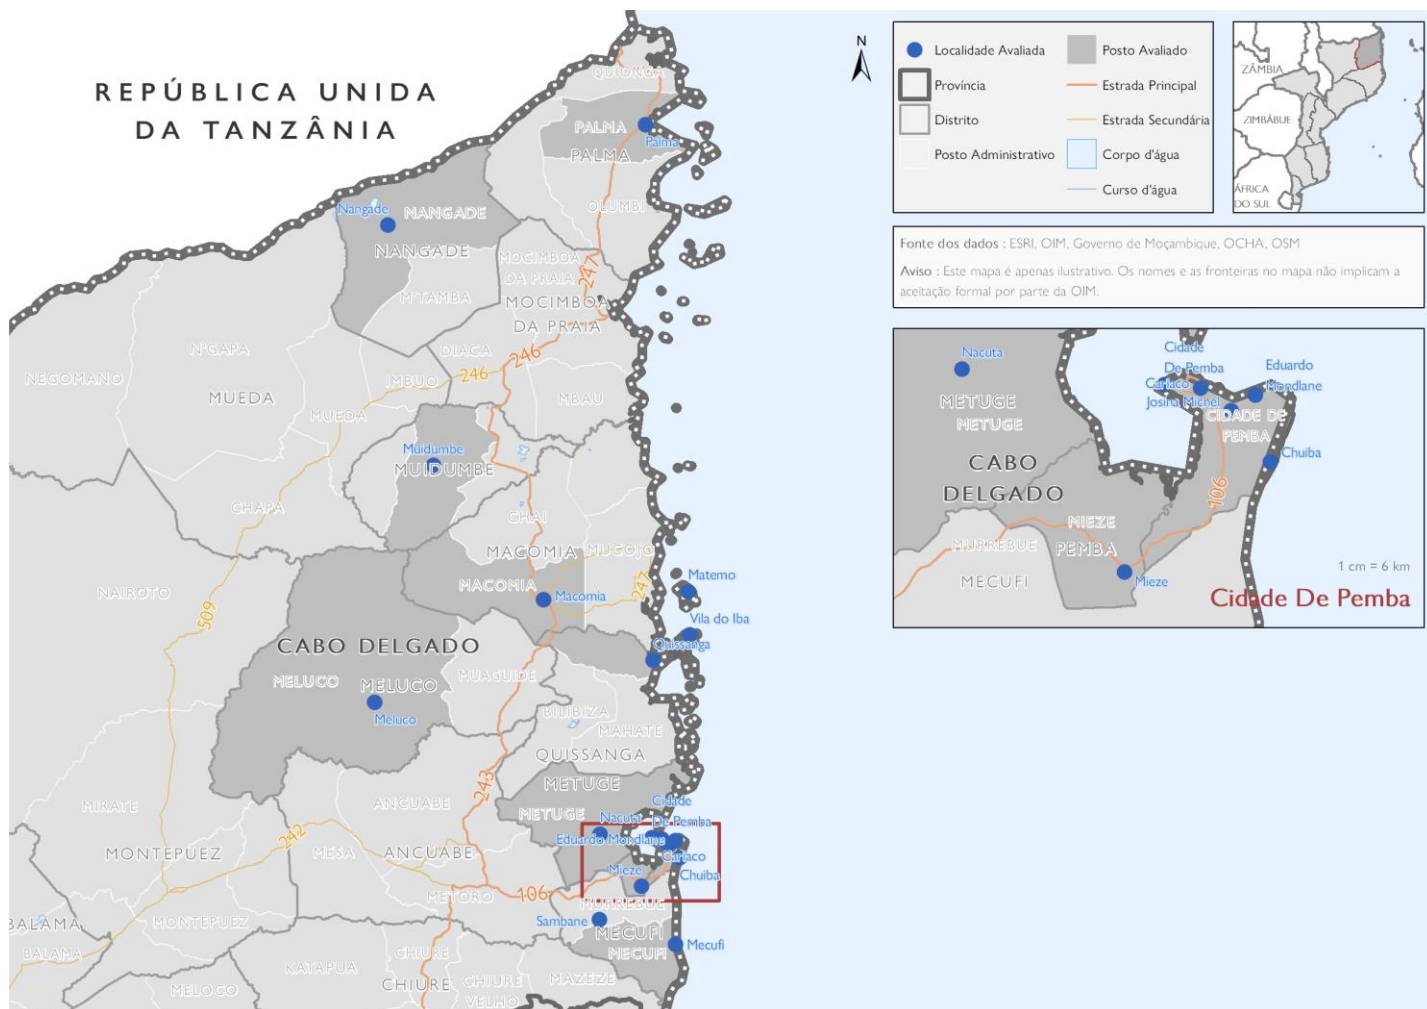 REPÚBLICA UNIDA
DA TANZÂNIA
QUIONGA
PALMA
Palma
PALMA
OLUMBI
Nangade
NANGADE
NANGADE
M'TAMBA
MOCIMBOA
DA PRAIA
247
MOCIMBOA
DA PRAIA
N'GAPA
NEGOMANO
MUEDA
DIACA
246
246
IMBUO
MUEDA
MBAU
Muidumbe
MUIDUMBE
CHAPA
CHAI
MACOMIA
MUCOJO
NAIROTO
MACOMIA
Macomia
247
Matemo
509
Vila do Iba
Quissanga
CABO DELGADO
MELUCO
MELUCO
Meluco
MUAGUIDE
BILIBIZA
MAHATE
QUISSANGA
METUGE
243
MIRATE
ANCUABE
METUGE
Cidade
De Pemba
Nacuta
Eduardo Mondlane
242
MONTEPUEZ
MESA
ANCUABE
Cariaco
Mieze
Chuiba
METORO
106
MURREBUE
BALAMA
MONTEPUEZ
Sambane
MECUFI
Mecufi
MECUFI
BALAMA
KATAPUA
CHIURE
CHIURE
MELOCO
CHIURE
VELHO
MAZEZE
N
Localidade Avaliada
Posto Avaliado
Província
Estrada Principal
Distrito
Estrada Secundária
Posto Administrativo
Corpo d'água
Curso d'água
ZÂMBIA
ZIMBÁBUE
ÁFRICA
DO SUL
Fonte dos dados : ESRI, OIM, Governo de Moçambique, OCHA, OSM
Aviso : Este mapa é apenas ilustrativo. Os nomes e as fronteiras no mapa não implicam a
aceitação formal por parte da OIM.
Nacuta
Cidade
De Pemba
Eduardo
Mondlane
Cariaco
Josina Michel
METUGE
METUGE
CIDADE DE
PEMBA
Chuiba
CABO
DELGADO
106
MIEZE
MURREBUE
PEMBA
MECUFI
Mieze
1 cm = 6 km
Cidade De Pemba